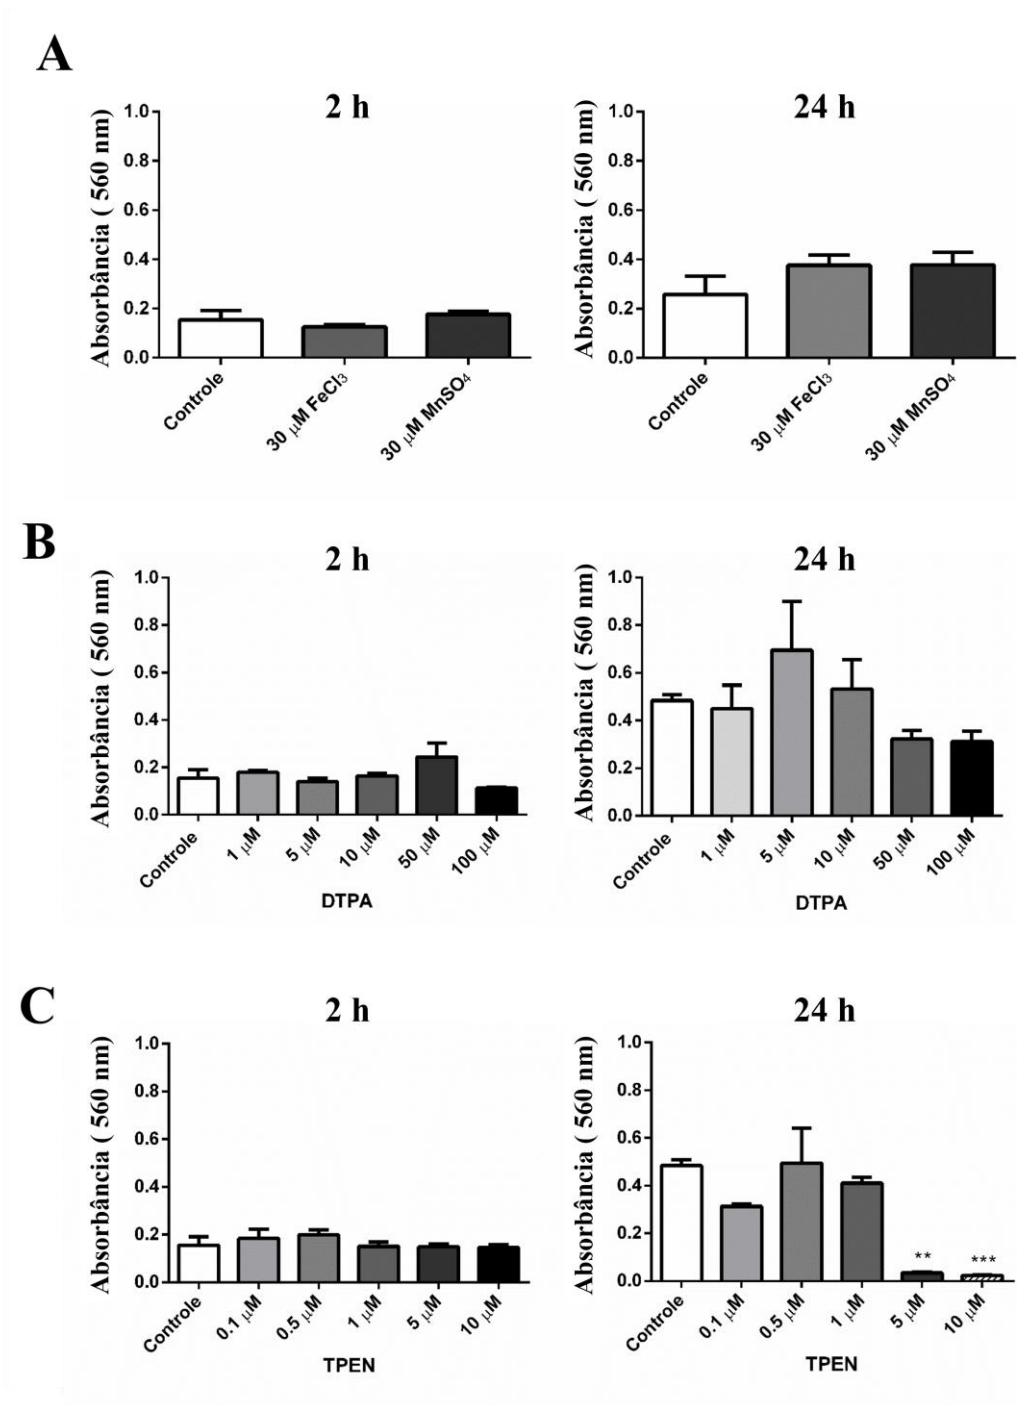 A
2 h
Absorbância ( 560 nm)
1.0
0.8
0.6
0.4
0.2
0.0
Controle
30 μM FeCl3
30 μM MnSO4
24 h
Absorbância ( 560 nm)
1.0
0.8
0.6
0.4
0.2
0.0
Controle
30 μM FeCl3
30 μM MnSO4
B
2 h
Absorbância ( 560 nm)
1.0
0.8
0.6
0.4
0.2
0.0
Controle
1 μM
5 μM
10 μM
50 μM
100 μM
DTPA
24 h
Absorbância ( 560 nm)
1.0
0.8
0.6
0.4
0.2
0.0
Controle
1 μM
5 μM
10 μM
50 μM
100 μM
DTPA
C
2 h
Absorbância ( 560 nm)
1.0
0.8
0.6
0.4
0.2
0.0
Controle
0.1 μM
0.5 μM
1 μM
5 μM
10 μM
TPEN
24 h
Absorbância ( 560 nm)
1.0
0.8
0.6
0.4
0.2
0.0
** ***
Controle
0.1 μM
0.5 μM
1 μM
5 μM
10 μM
TPEN